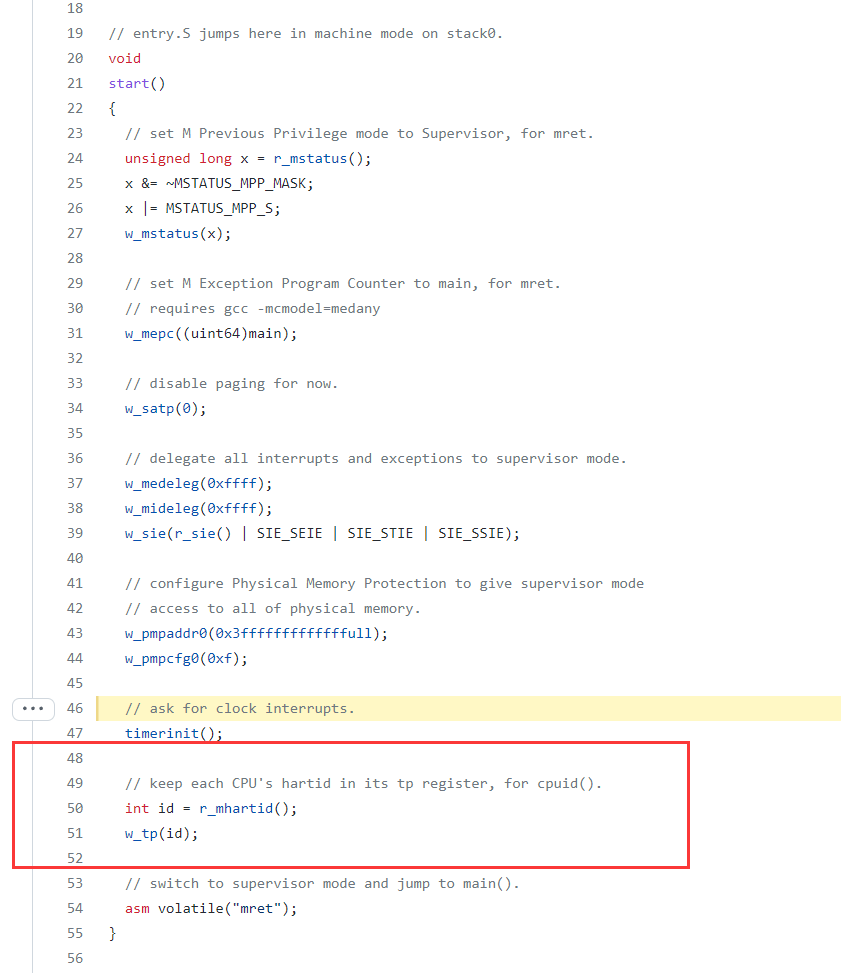 18
19 // entry.S jumps here in machine mode on stack0.
20 void
21 start()
22 {
23   // set M Previous Privilege mode to Supervisor, for mret.
24   unsigned long x = r_mstatus();
25   x &= ~MSTATUS_MPP_MASK;
26   x |= MSTATUS_MPP_S;
27   w_mstatus(x);
28
29   // set M Exception Program Counter to main, for mret.
30   // requires gcc -mcmodel=medany
31   w_mepc((uint64)main);
32
33   // disable paging for now.
34   w_satp(0);
35
36   // delegate all interrupts and exceptions to supervisor mode.
37   w_medeleg(0xffff);
38   w_mideleg(0xffff);
39   w_sie(r_sie() | SIE_SEIE | SIE_STIE | SIE_SSIE);
40
41   // configure Physical Memory Protection to give supervisor mode
42   // access to all of physical memory.
43   w_pmpaddr0(0x3fffffffffffffull);
44   w_pmpcfg0(0xf);
45
... 46   // ask for clock interrupts.
47   timerinit();
48
49   // keep each CPU's hartid in its tp register, for cpuid().
50   int id = r_mhartid();
51   w_tp(id);
52
53   // switch to supervisor mode and jump to main().
54   asm volatile("mret");
55 }
56